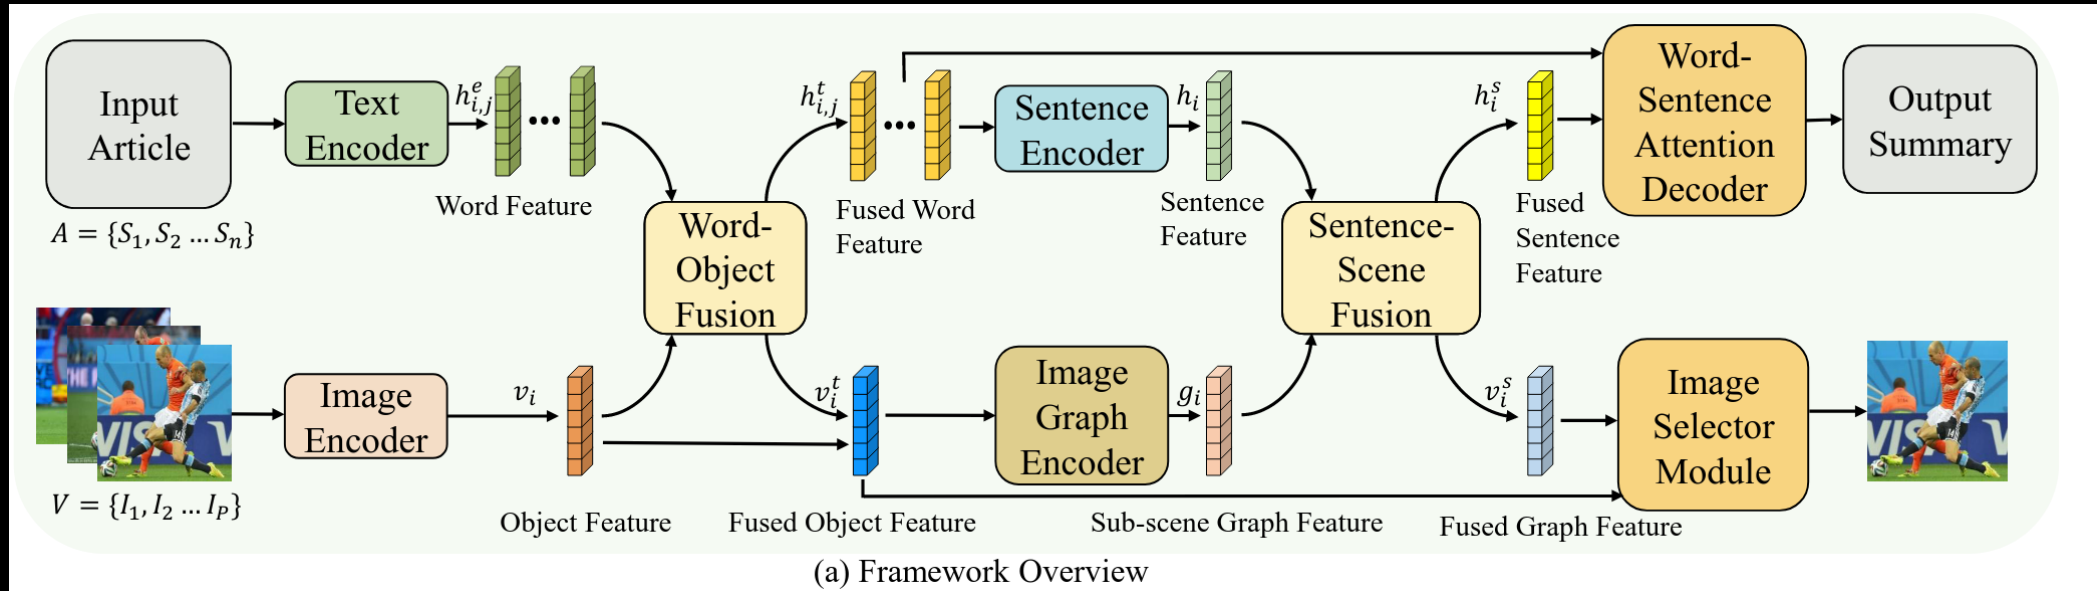 Input
Article
A = {S₁, S₂ ... Sₙ}
Text
Encoder
h^e_{i,j}
Word Feature
Word-
Object
Fusion
h^t_{i,j}
Fused Word
Feature
Sentence
Encoder
h_i
Sentence
Feature
Sentence-
Scene
Fusion
h^s_i
Fused
Sentence
Feature
Word-
Sentence
Attention
Decoder
Output
Summary
V = {I₁, I₂ ... I_P}
VIS
Image
Encoder
v_i
Object Feature
v^t_i
Fused Object Feature
Image
Graph
Encoder
g_i
Sub-scene Graph Feature
v^s_i
Fused Graph Feature
Image
Selector
Module
VIS
(a) Framework Overview